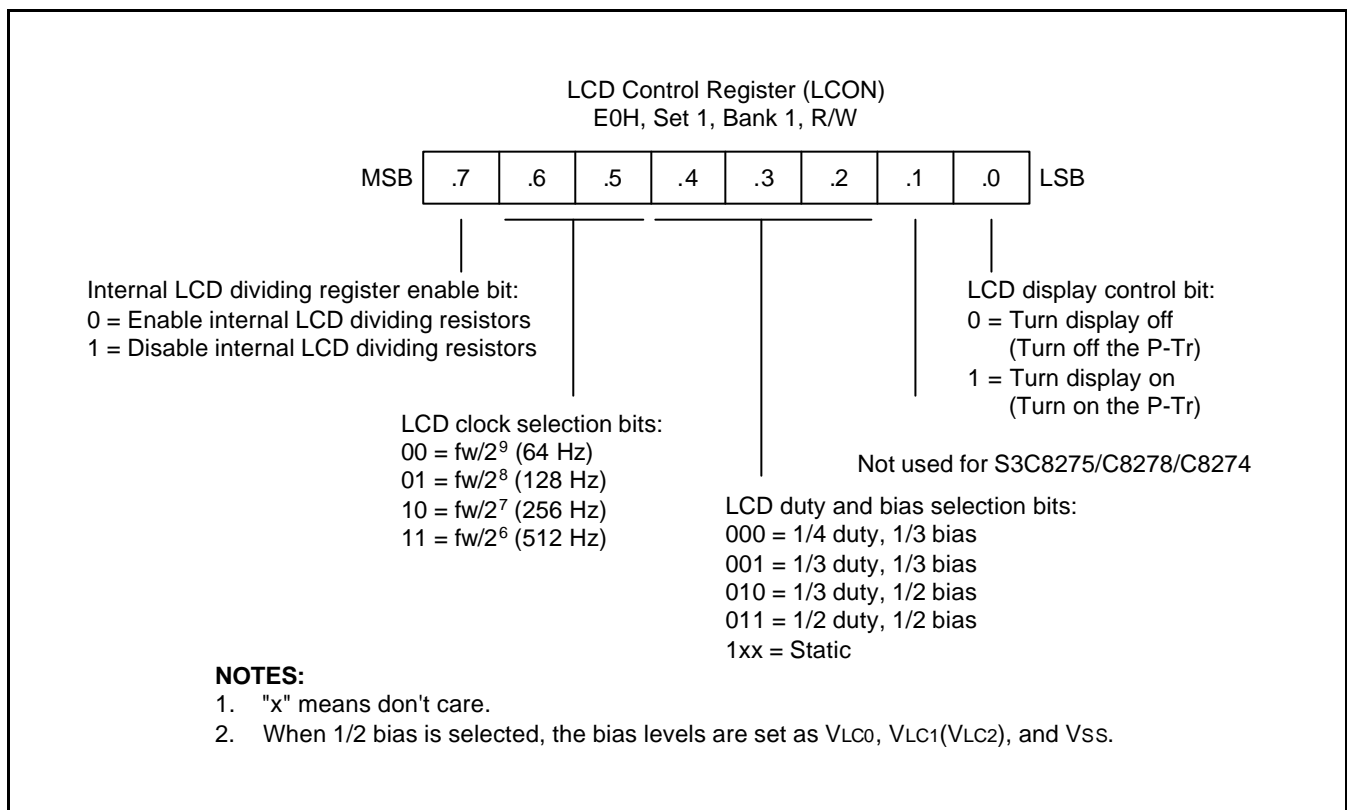 LCD Control Register (LCON)
E0H, Set 1, Bank 1, R/W
MSB .7 .6 .5 .4 .3 .2 .1 .0 LSB
Internal LCD dividing register enable bit:
0 = Enable internal LCD dividing resistors
1 = Disable internal LCD dividing resistors
LCD display control bit:
0 = Turn display off
(Turn off the P-Tr)
1 = Turn display on
(Turn on the P-Tr)
LCD clock selection bits:
00 = fw/2⁹ (64 Hz)
01 = fw/2⁸ (128 Hz)
10 = fw/2⁷ (256 Hz)
11 = fw/2⁶ (512 Hz)
Not used for S3C8275/C8278/C8274
LCD duty and bias selection bits:
000 = 1/4 duty, 1/3 bias
001 = 1/3 duty, 1/3 bias
010 = 1/3 duty, 1/2 bias
011 = 1/2 duty, 1/2 bias
1xx = Static
NOTES:
1. "x" means don't care.
2. When 1/2 bias is selected, the bias levels are set as VLC0, VLC1(VLC2), and VSS.